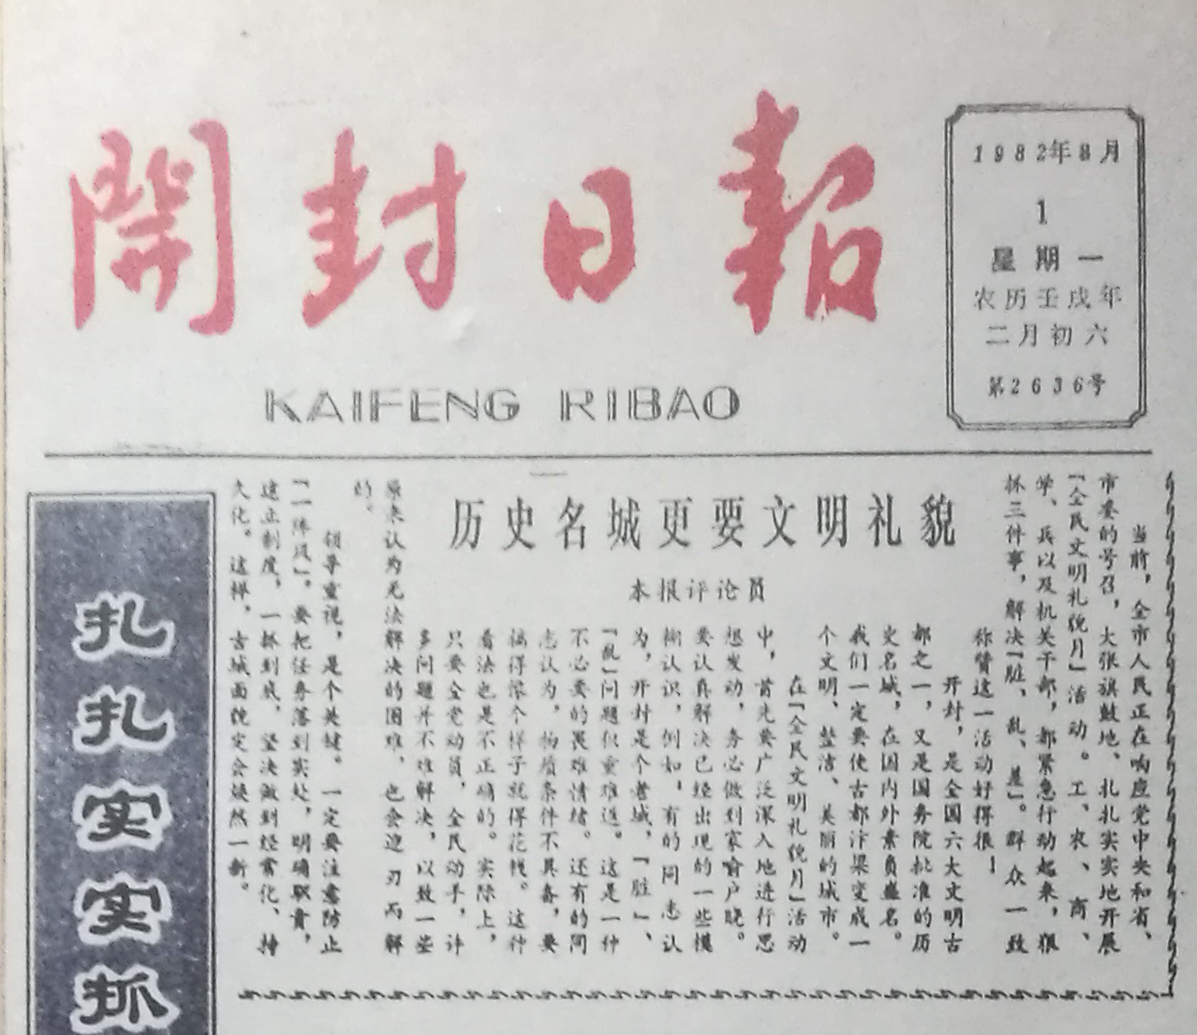 開封日報
KAIFENG RIBAO
1982年3月
1
星期一
农历壬戌年
二月初六
第2636号
历史名城更要文明礼貌
本报评论员
当前，全市人民正在响应党中央和省、
市委的号召，大张旗鼓地、扎扎实实地开展
「全民文明礼貌月」活动。工、农、商、
学、兵以及机关干部，都紧急行动起来，狠
抓三件事，解决「脏、乱、差」。群众一致
称赞这一活动好得很！
开封，是全国六大文明古
都之一，又是国务院批准的历
史名城，在国内外素负盛名。
我们一定要使古都汴梁变成一
个文明、整洁、美丽的城市。
在「全民文明礼貌月」活动
中，首先要广泛深入地进行思
想发动，务必做到家喻户晓。
要认真解决已经出现的一些模
糊认识，例如，有的同志认
为，开封是个老城，「脏」、
「乱」问题积重难返。这是一种
不必要的畏难情绪。还有的同
志认为，物质条件不具备，要
搞得像个样子就得花钱。这种
看法也是不正确的。实际上，
只要全党动员，全民动手，许
多问题并不难解决，以致一些
原来认为无法解决的困难，也会迎刃而解
的。
领导重视，是个关键。一定要注意防止
「一阵风」，要把任务落到实处，明确职责，
建立制度，一抓到底，坚决做到经常化、持
久化。这样，古城面貌定会焕然一新。
扎扎实实抓